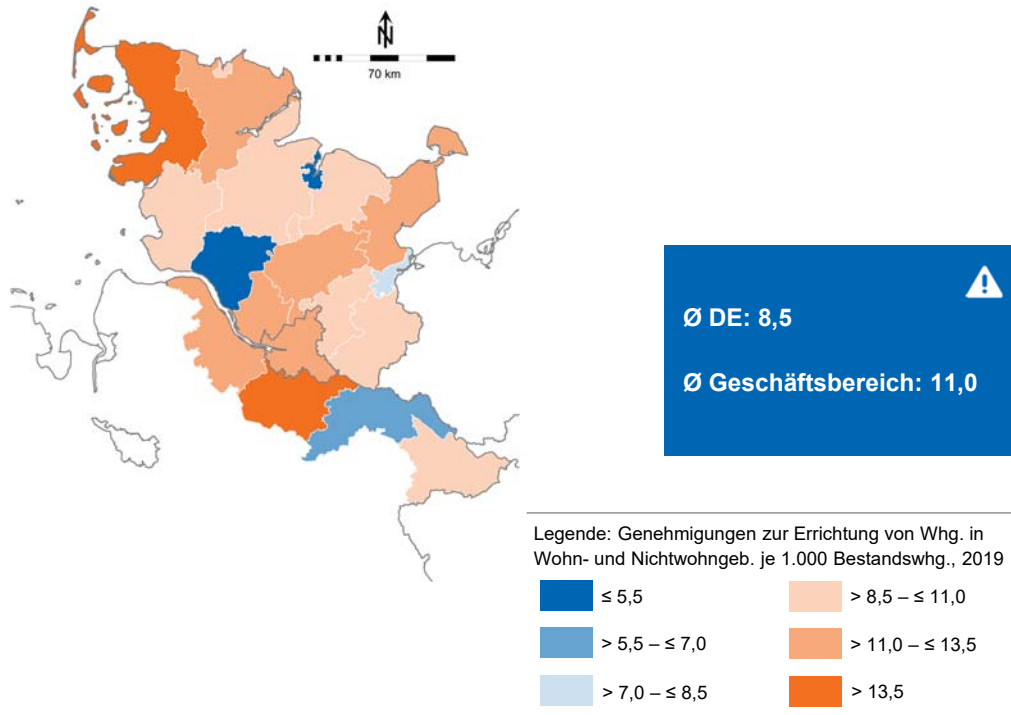 N
70 km
Ø DE: 8,5
Ø Geschäftsbereich: 11,0
Legende: Genehmigungen zur Errichtung von Whg. in
Wohn- und Nichtwohngeb. je 1.000 Bestandswhg., 2019
≤ 5,5
> 8,5 – ≤ 11,0
> 5,5 – ≤ 7,0
> 11,0 – ≤ 13,5
> 7,0 – ≤ 8,5
> 13,5